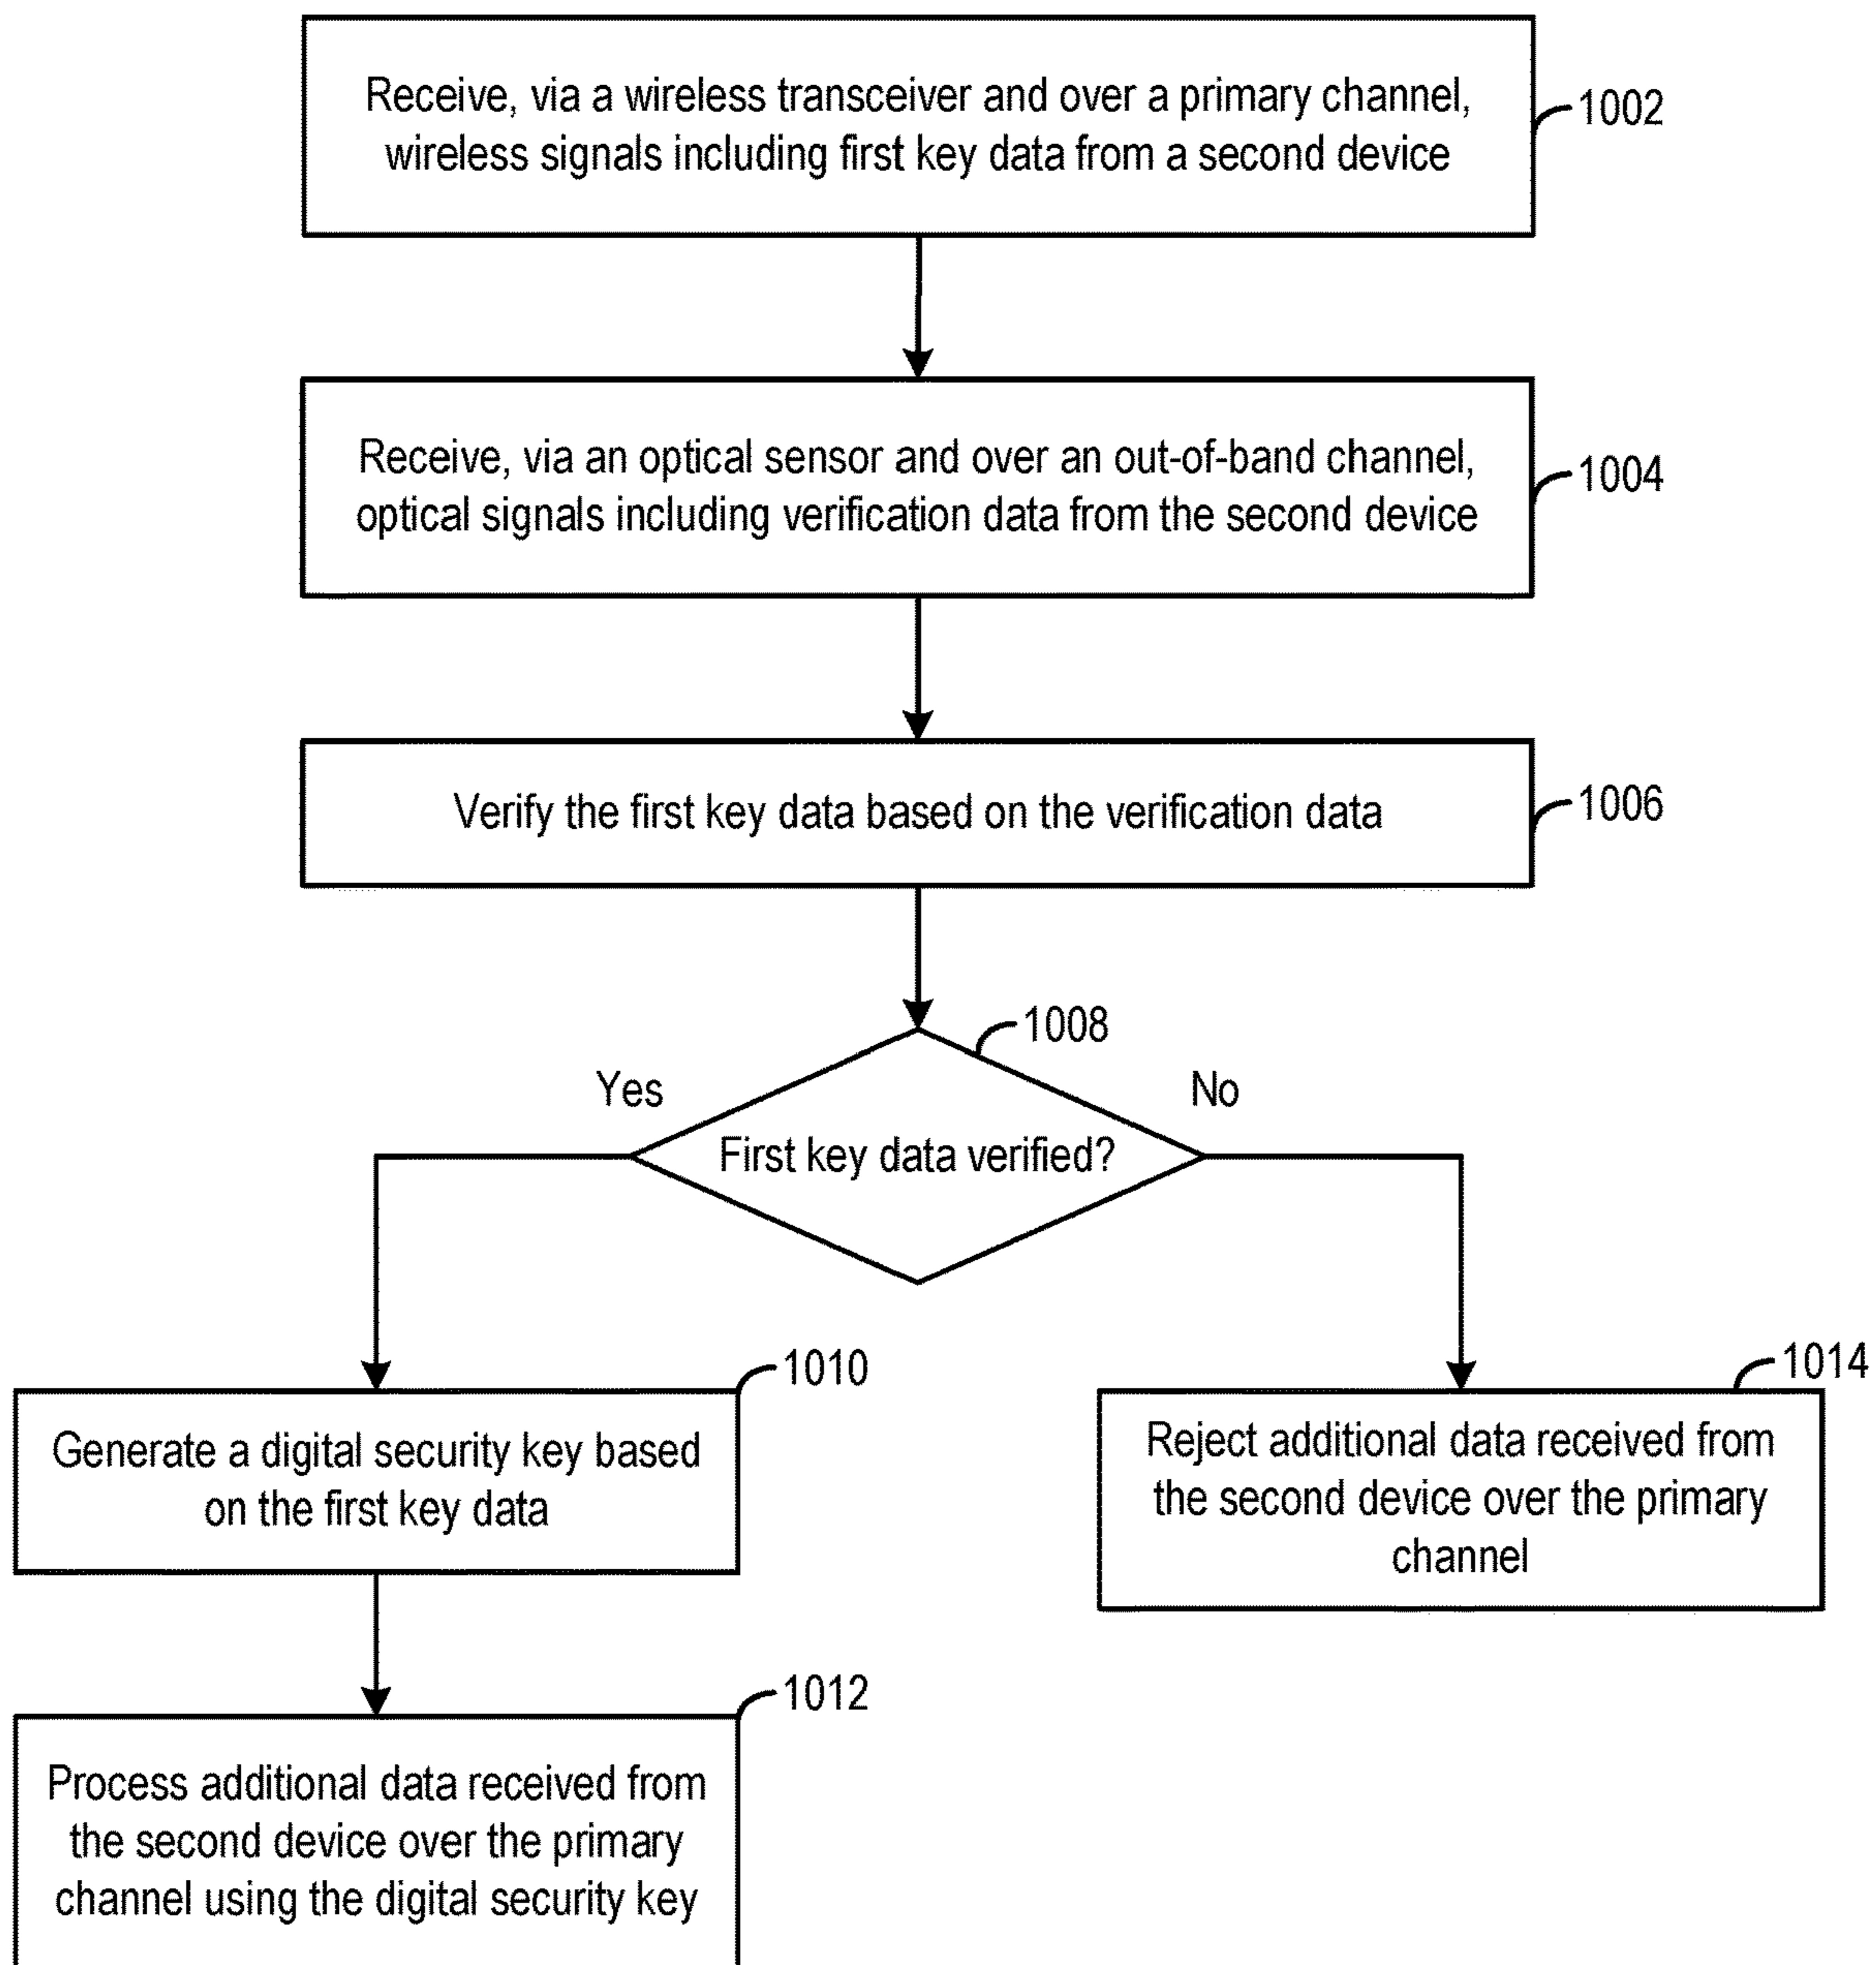 Receive, via a wireless transceiver and over a primary channel,
wireless signals including first key data from a second device
1002
Receive, via an optical sensor and over an out-of-band channel,
optical signals including verification data from the second device
1004
Verify the first key data based on the verification data
1006
1008
Yes
No
First key data verified?
1010
Generate a digital security key based
on the first key data
1014
Reject additional data received from
the second device over the primary
channel
1012
Process additional data received from
the second device over the primary
channel using the digital security key